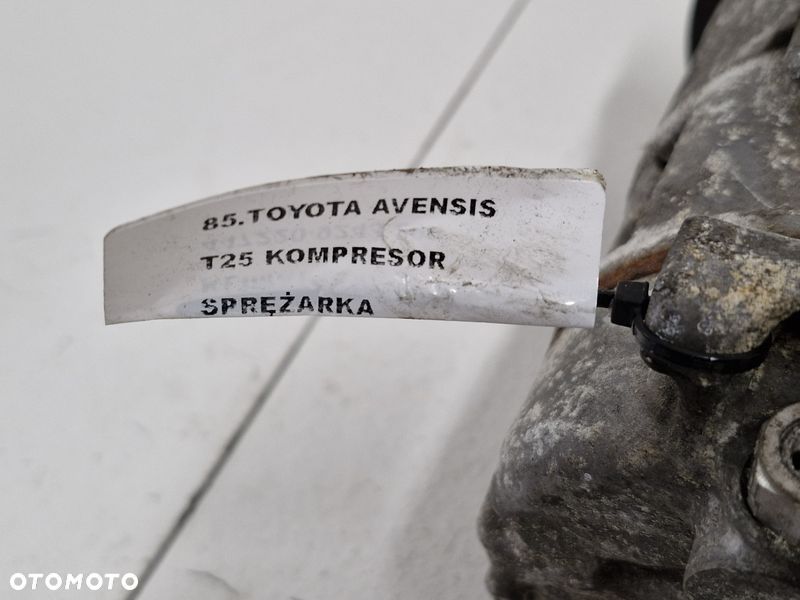 85.TOYOTA AVENSIS
T25 KOMPRESOR
SPRĘŻARKA
OTOMOTO